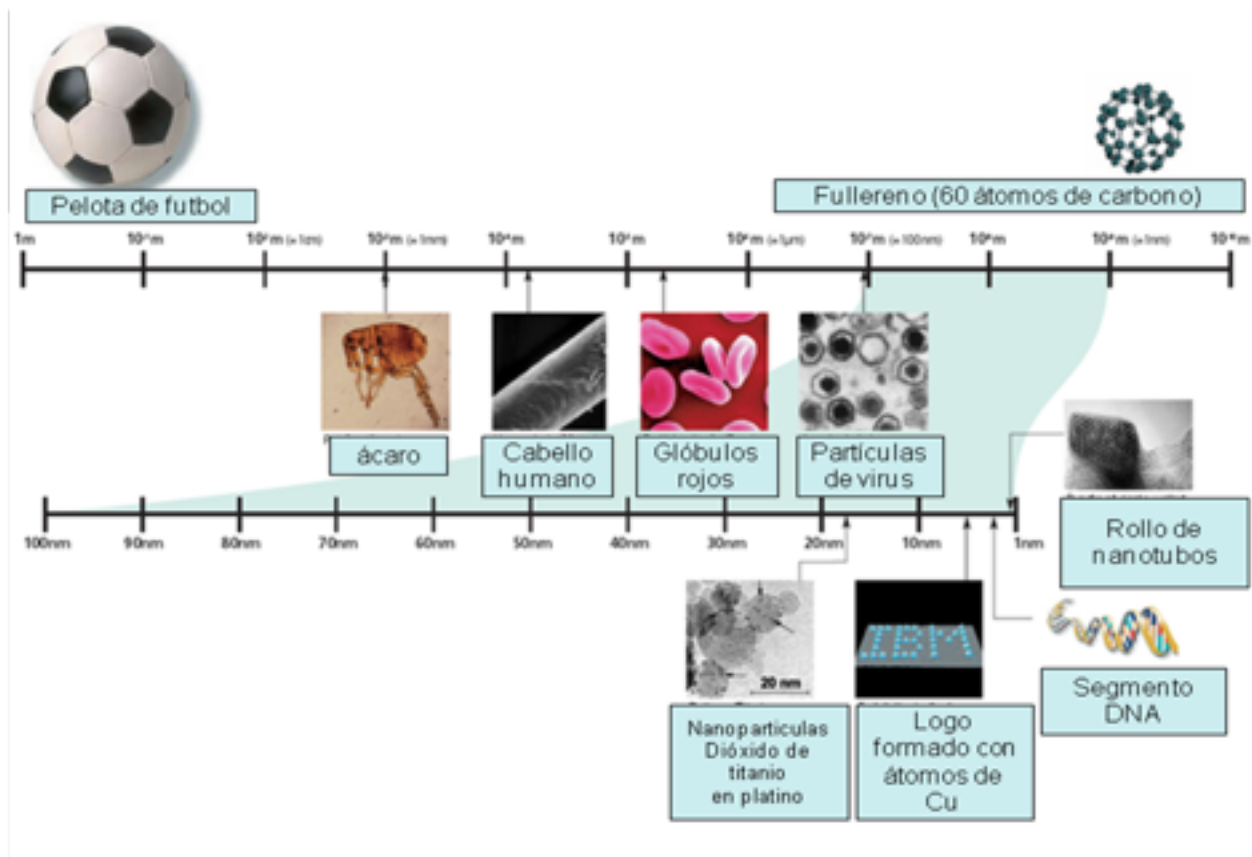 Pelota de futbol
Fullereno (60 átomos de carbono)
1m
ácaro
Cabello
humano
Glóbulos
rojos
Partículas
de virus
100nm 90nm 80nm 70nm 60nm 50nm 40nm 30nm 20nm 10nm 1nm
Rollo de
nanotubos
20 nm
IBM
Segmento
DNA
Nanoparticulas
Dióxido de
titanio
en platino
Logo
formado con
átomos de
Cu